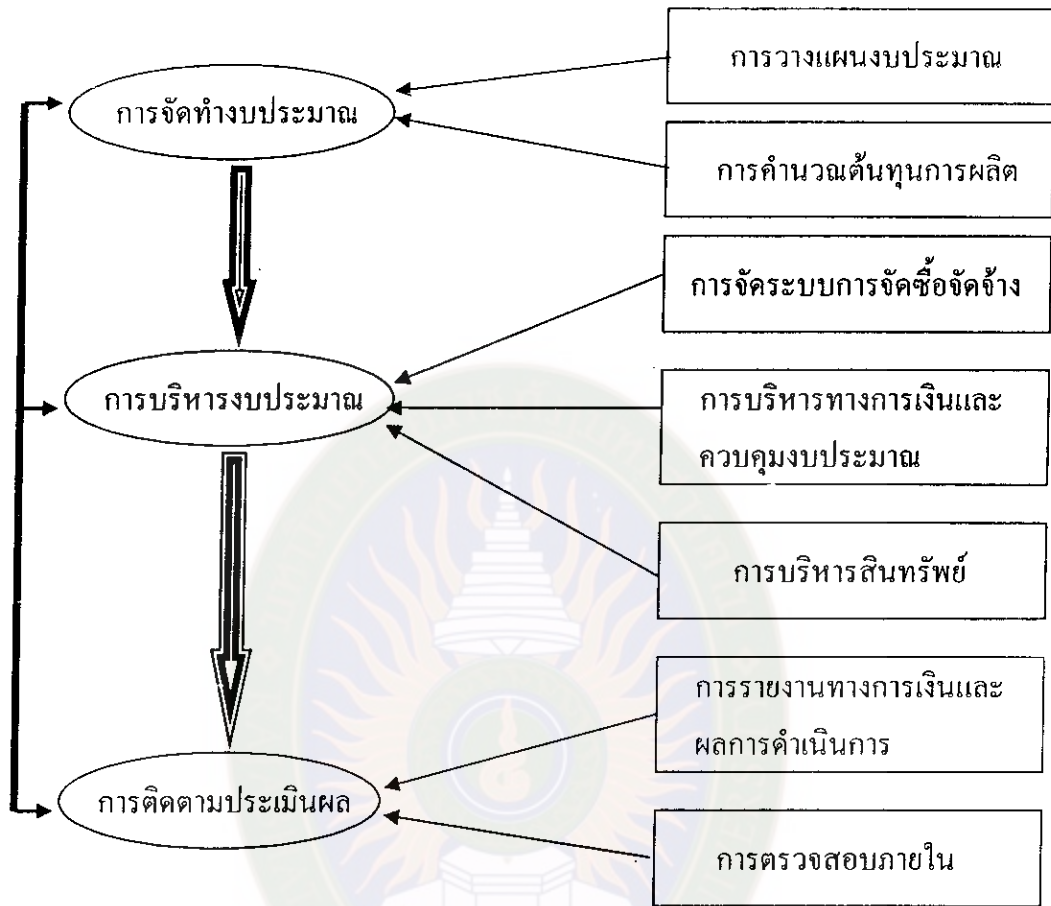 การวางแผนงบประมาณ
การจัดทำงบประมาณ
การคำนวณต้นทุนการผลิต
การจัดระบบการจัดซื้อจัดจ้าง
การบริหารงบประมาณ
การบริหารทางการเงินและ
ควบคุมงบประมาณ
การบริหารสินทรัพย์
การรายงานทางการเงินและ
ผลการดำเนินการ
การติดตามประเมินผล
การตรวจสอบภายใน